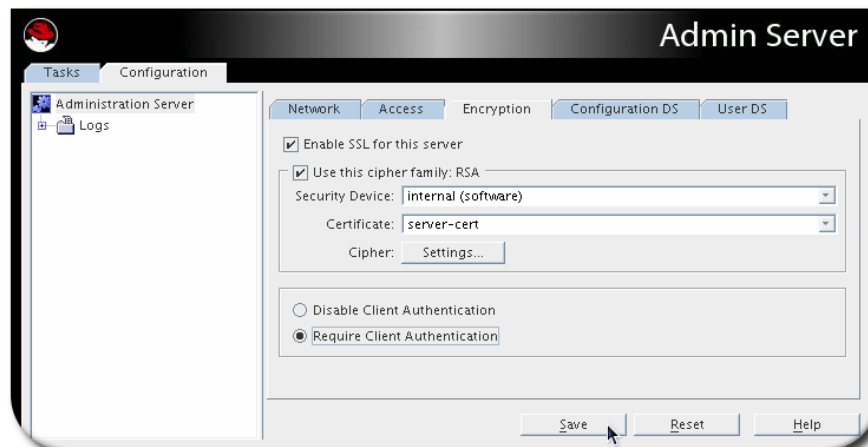 Admin Server
Tasks Configuration
Administration Server
Logs
Network Access Encryption Configuration DS User DS
Enable SSL for this server
Use this cipher family: RSA
Security Device: internal (software)
Certificate: server-cert
Cipher: Settings...
Disable Client Authentication
Require Client Authentication
Save Reset Help